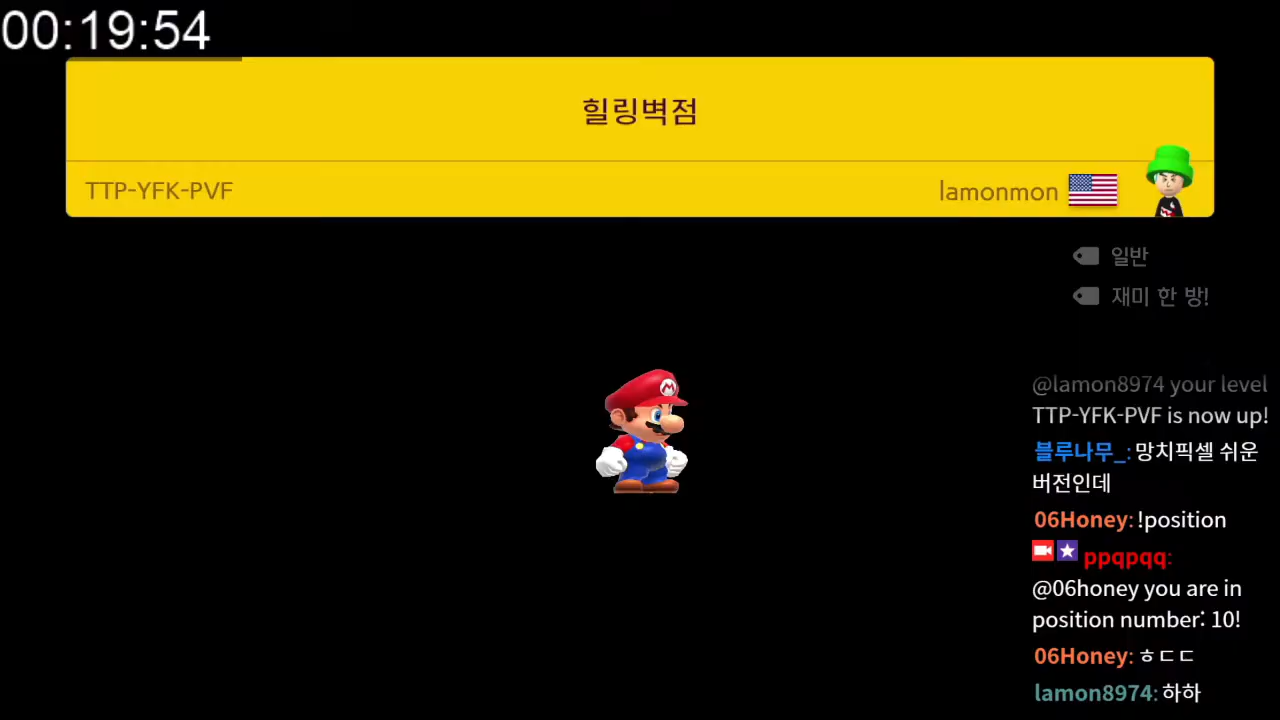 00:19:54
힐링벽점
TTP-YFK-PVF
lamonmon
일반
재미 한 방!
@lamon8974 your level
TTP-YFK-PVF is now up!
블루나무_: 망치픽셀 쉬운
버전인데
06Honey: !position
ppqpqq:
@06honey you are in
position number: 10!
06Honey: ㅎㄷㄷ
lamon8974: 하하